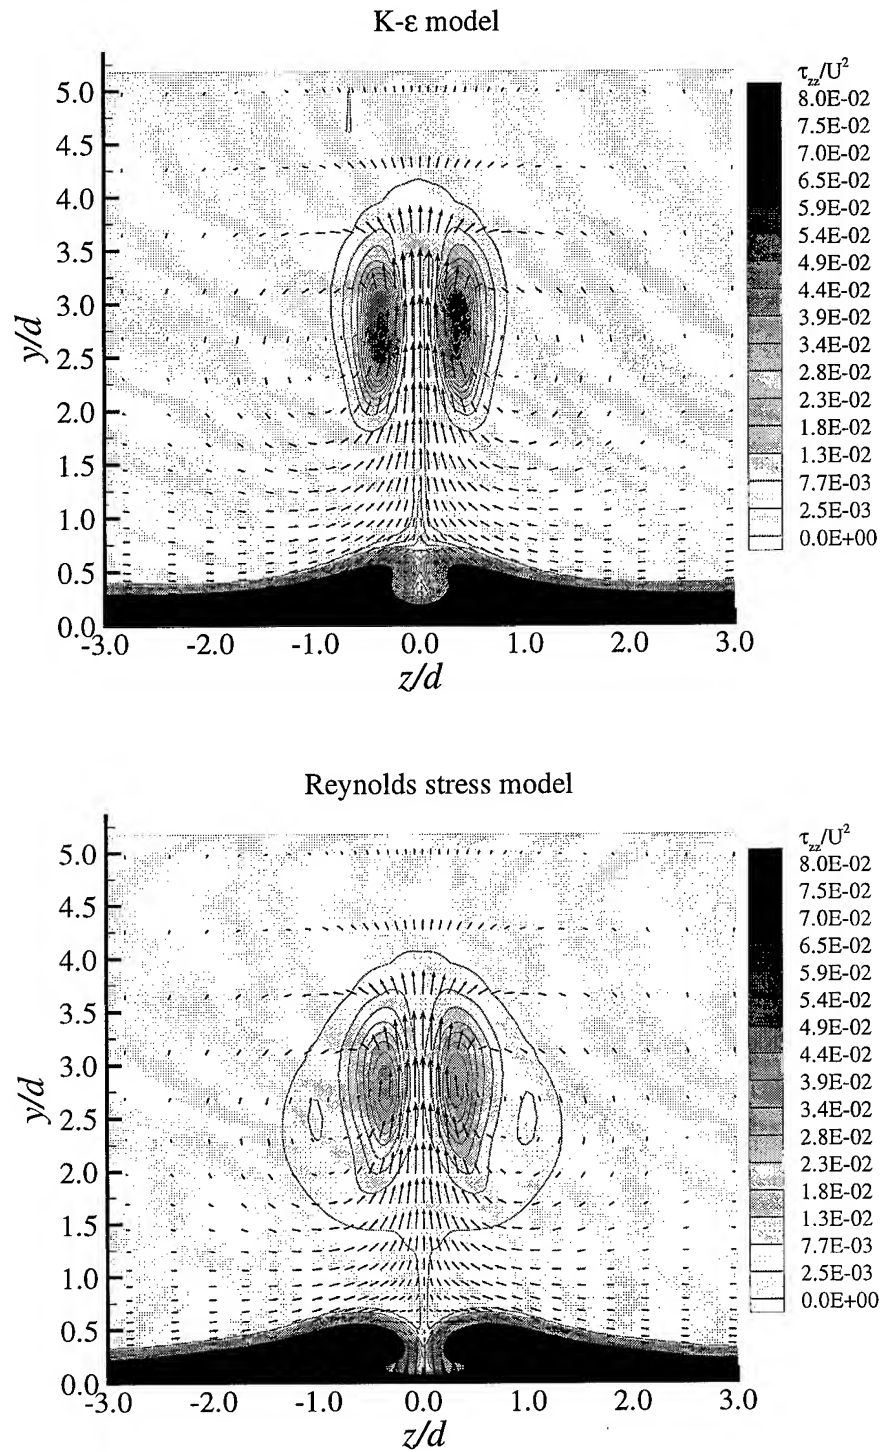 K-ε model
τzz/U²
8.0E-02
7.5E-02
7.0E-02
6.5E-02
5.9E-02
5.4E-02
4.9E-02
4.4E-02
3.9E-02
3.4E-02
2.8E-02
2.3E-02
1.8E-02
1.3E-02
7.7E-03
2.5E-03
0.0E+00
y/d
5.0
4.5
4.0
3.5
3.0
2.5
2.0
1.5
1.0
0.5
0.0
-3.0 -2.0 -1.0 0.0 1.0 2.0 3.0
z/d
Reynolds stress model
τzz/U²
8.0E-02
7.5E-02
7.0E-02
6.5E-02
5.9E-02
5.4E-02
4.9E-02
4.4E-02
3.9E-02
3.4E-02
2.8E-02
2.3E-02
1.8E-02
1.3E-02
7.7E-03
2.5E-03
0.0E+00
y/d
5.0
4.5
4.0
3.5
3.0
2.5
2.0
1.5
1.0
0.5
0.0
-3.0 -2.0 -1.0 0.0 1.0 2.0 3.0
z/d